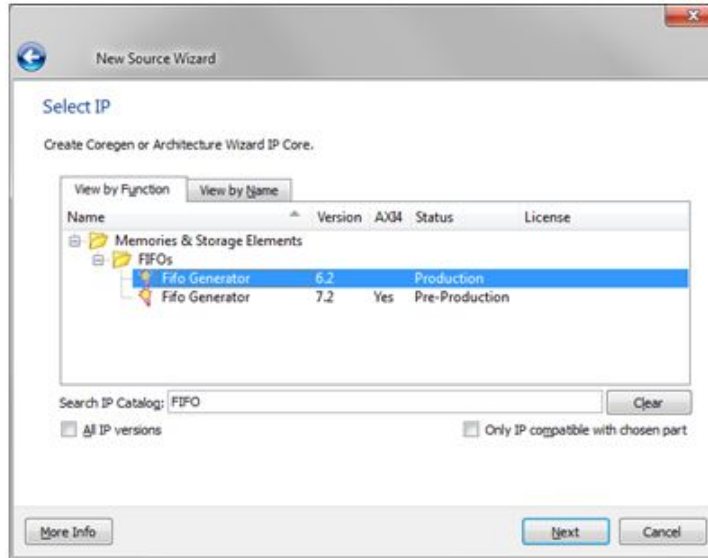 New Source Wizard
Select IP
Create Coregen or Architecture Wizard IP Core.
View by Function View by Name
Name Version AXI4 Status License
Memories & Storage Elements
FIFOs
Fifo Generator 6.2 Production
Fifo Generator 7.2 Yes Pre-Production
Search IP Catalog: FIFO Clear
All IP versions Only IP compatible with chosen part
More Info Next Cancel